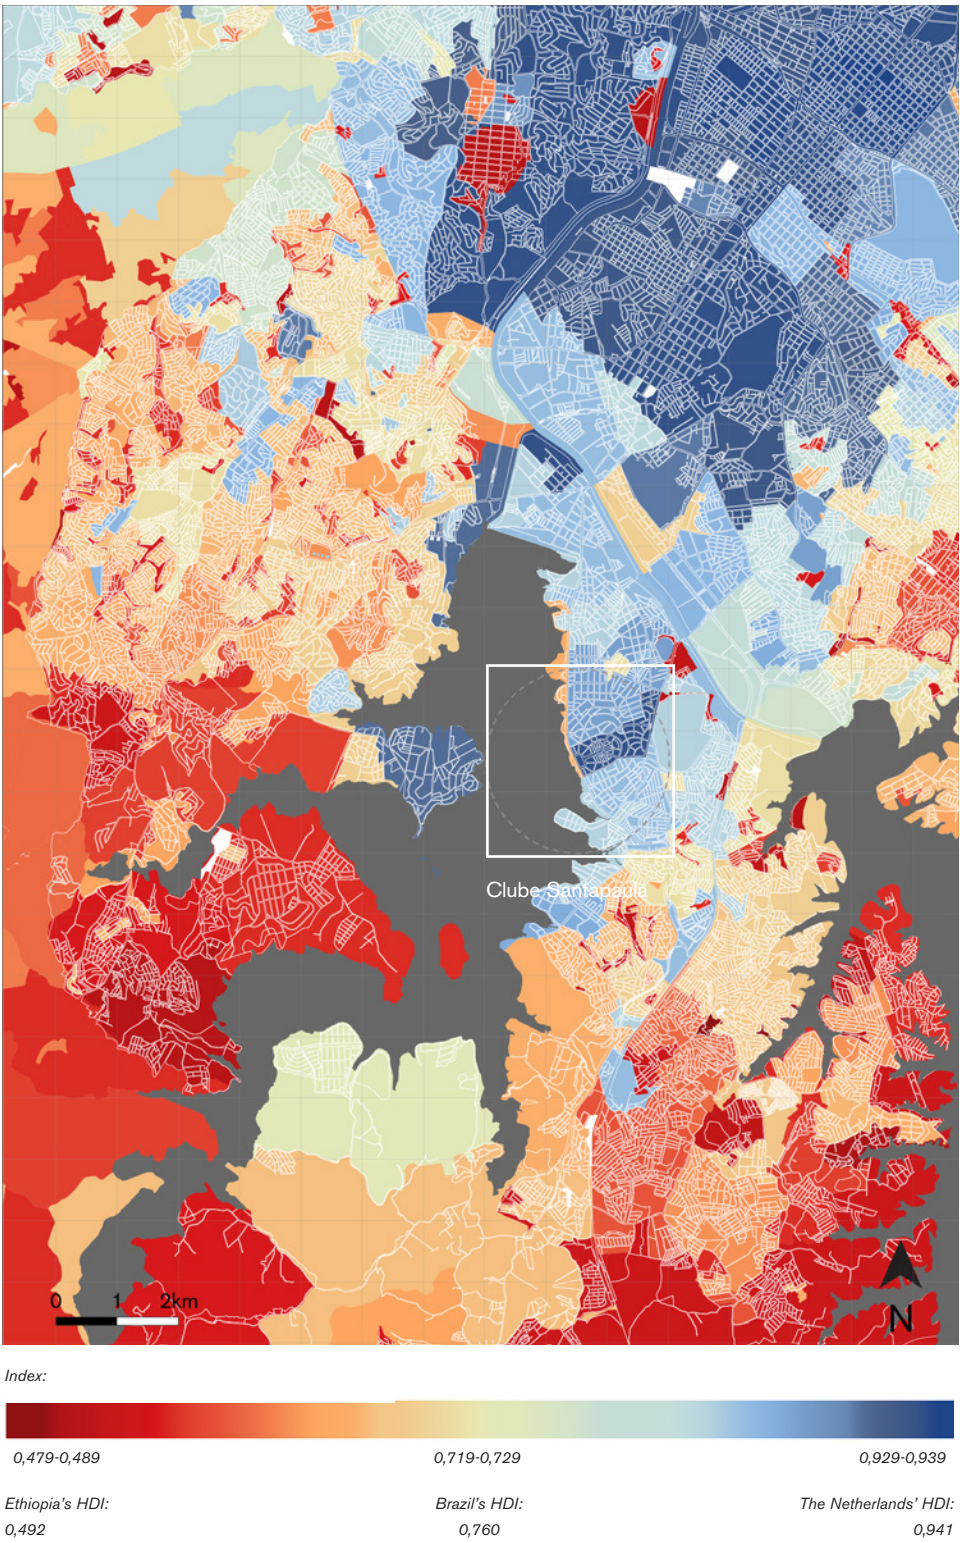 Clube Santapaula
0 1 2km
N
Index:
0,479-0,489 0,719-0,729 0,929-0,939
Ethiopia's HDI: Brazil's HDI: The Netherlands' HDI:
0,492 0,760 0,941